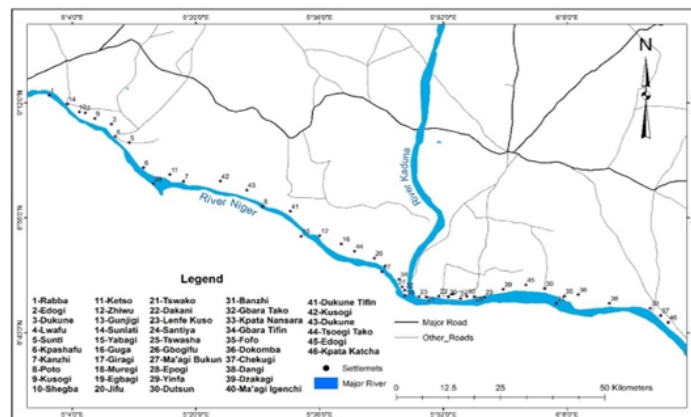 5°4'0"E 5°20'0"E 5°36'0"E 5°52'0"E 6°8'0"E
N
River Kaduna
River Niger
Legend
1-Rabba 11-Ketso 21-Tswako 31-Banzhi 41-Dukune Tifin
2-Edogi 12-Zhiwu 22-Dakani 32-Gbara Tako 42-Kusogi
3-Dukune 13-Gunjigi 23-Lenfe Kuso 33-Kpata Nansara 43-Dukune
4-Lwafu 14-Sunlati 24-Santiya 34-Gbara Tifin 44-Tsoegi Tako
5-Sunti 15-Yabagi 25-Tswasha 35-Fofo 45-Edogi
6-Kpashafu 16-Guga 26-Gbogifu 36-Dokomba 46-Kpata Katcha
7-Kanzhi 17-Giragi 27-Ma'agi Bukun 37-Chekugi
8-Poto 18-Muregi 28-Epogi 38-Dangi
9-Kusogi 19-Egbagi 29-Yinfa 39-Dzakagi
10-Shegba 20-Jifu 30-Dutsun 40-Ma'agi Igenchi
Major Road
Other_Roads
Settlemets
Major River
0 12.5 25 50 Kilometers
5°4'0"E 5°20'0"E 5°36'0"E 5°52'0"E 6°8'0"E